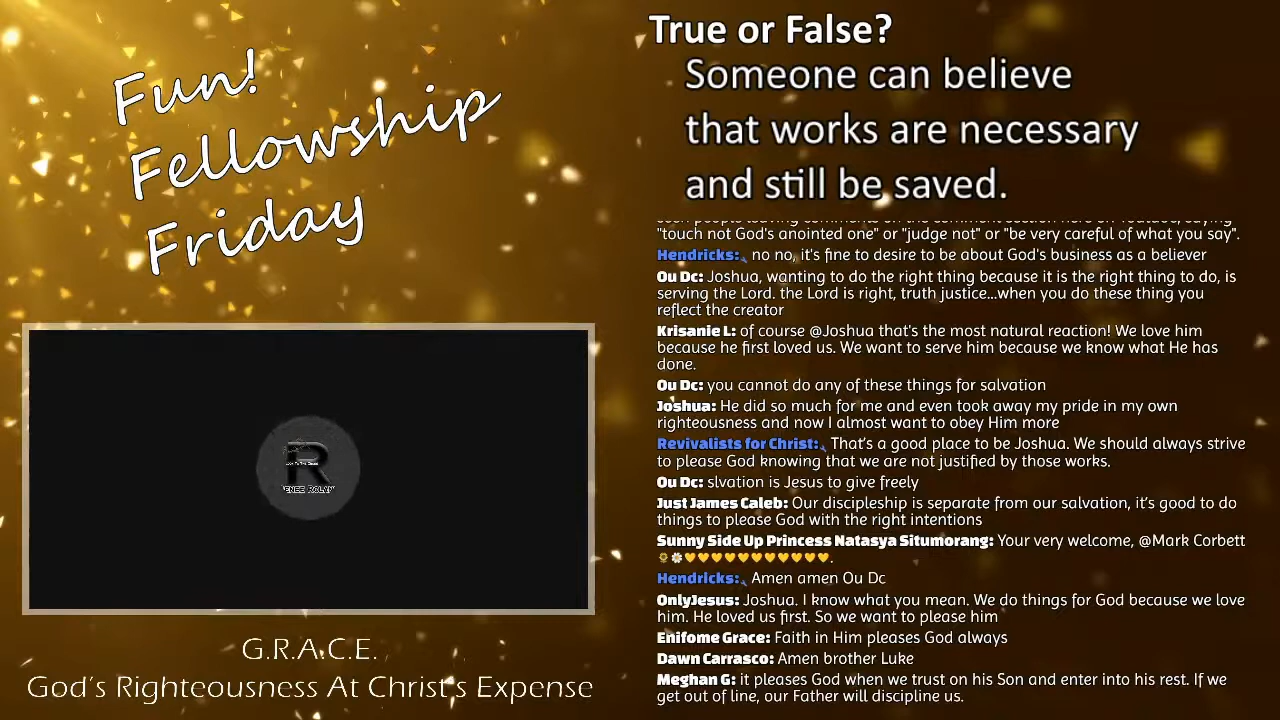 Fun!
Fellowship
Friday
True or False?
Someone can believe
that works are necessary
and still be saved.
"touch not God's anointed one" or "judge not" or "be very careful of what you say".
Hendricks: no no, it's fine to desire to be about God's business as a believer
Ou Dc: Joshua, wanting to do the right thing because it is the right thing to do, is
serving the Lord. the Lord is right, truth justice...when you do these thing you
reflect the creator
Krisanie L: of course @Joshua that's the most natural reaction! We love him
because he first loved us. We want to serve him because we know what He has
done.
Ou Dc: you cannot do any of these things for salvation
Joshua: He did so much for me and even took away my pride in my own
righteousness and now I almost want to obey Him more
Revivalists for Christ: That's a good place to be Joshua. We should always strive
to please God knowing that we are not justified by those works.
Ou Dc: slvation is Jesus to give freely
Just James Caleb: Our discipleship is separate from our salvation, it's good to do
things to please God with the right intentions
Sunny Side Up Princess Natasya Situmorang: Your very welcome, @Mark Corbett
🌻🌼💛💛💛💛💛💛💛💛💛💛💛.
Hendricks: Amen amen Ou Dc
OnlyJesus: Joshua. I know what you mean. We do things for God because we love
him. He loved us first. So we want to please him
Enifome Grace: Faith in Him pleases God always
Dawn Carrasco: Amen brother Luke
Meghan G: it pleases God when we trust on his Son and enter into his rest. If we
get out of line, our Father will discipline us.
R
G.R.A.C.E.
God's Righteousness At Christ's Expense